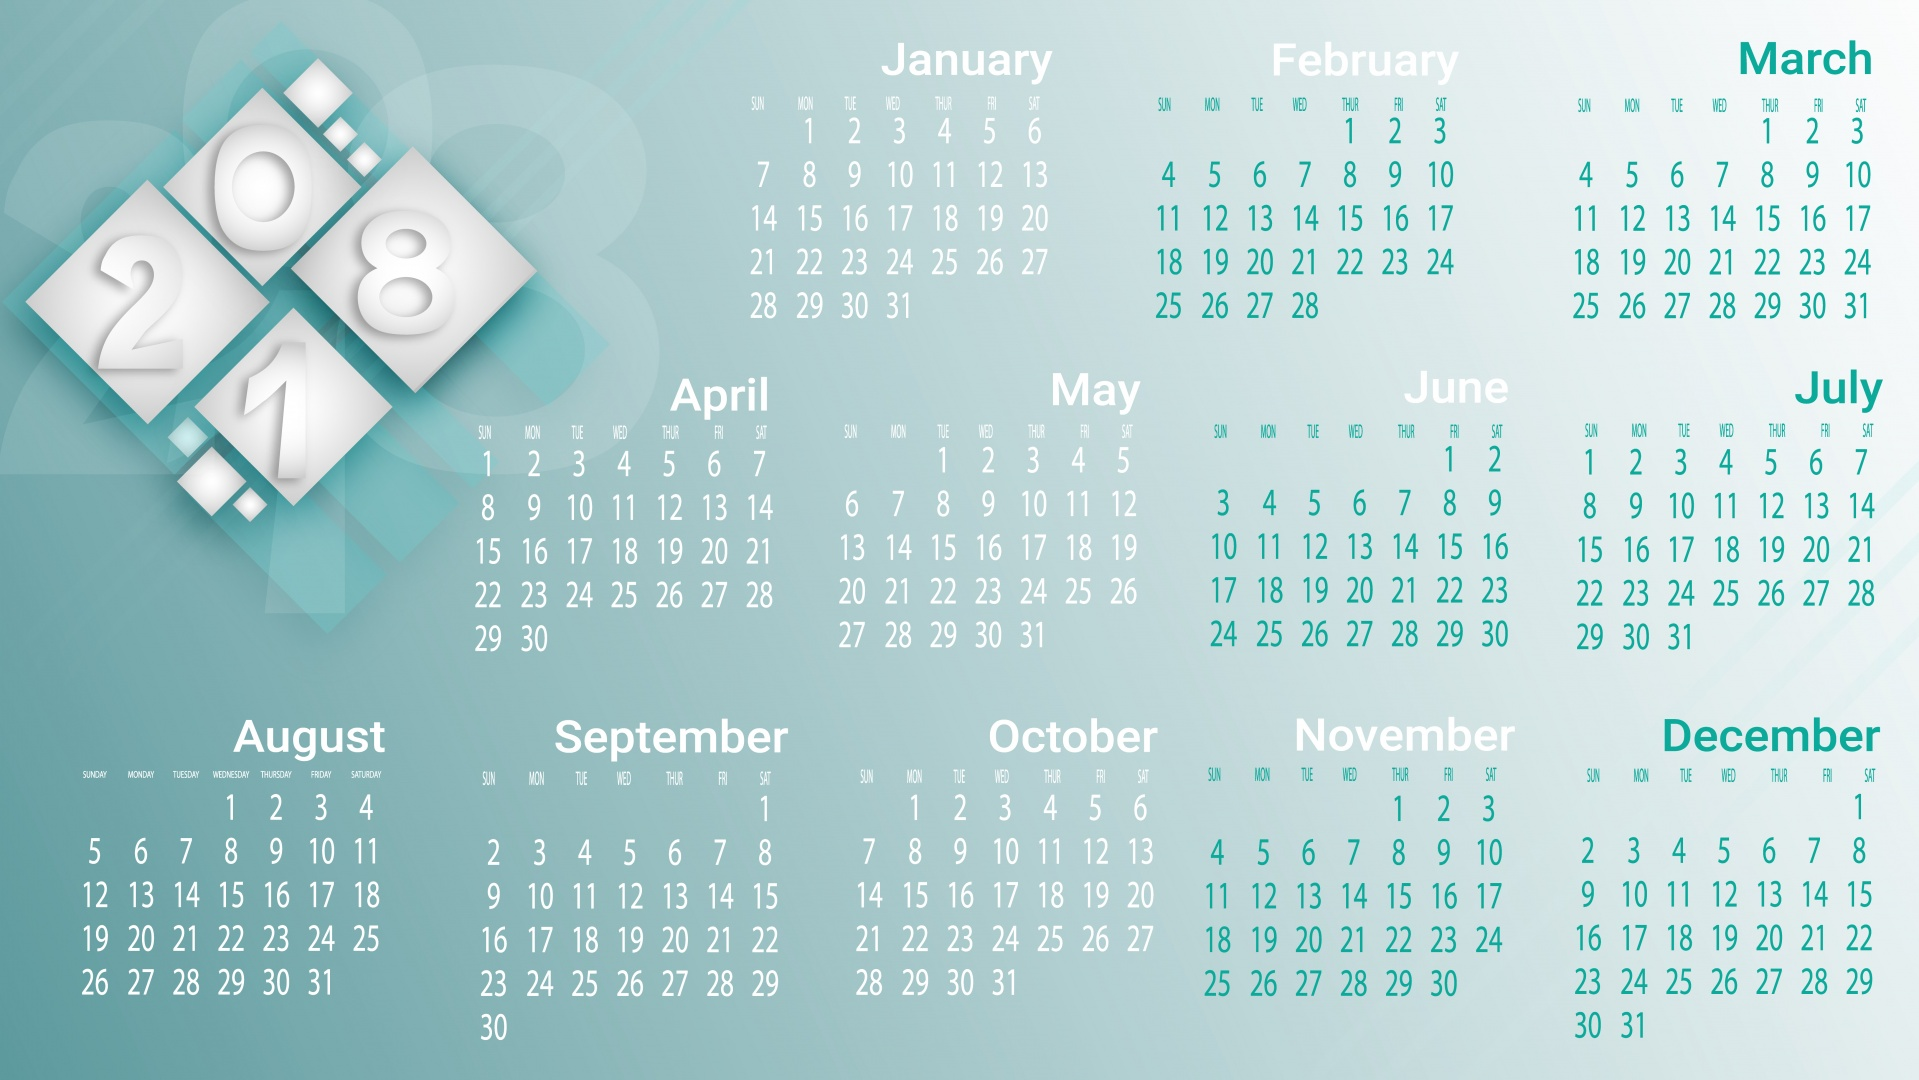 2018
January
SUN MON TUE WED THUR FRI SAT
1 2 3 4 5 6
7 8 9 10 11 12 13
14 15 16 17 18 19 20
21 22 23 24 25 26 27
28 29 30 31
February
SUN MON TUE WED THUR FRI SAT
1 2 3
4 5 6 7 8 9 10
11 12 13 14 15 16 17
18 19 20 21 22 23 24
25 26 27 28
March
SUN MON TUE WED THUR FRI SAT
1 2 3
4 5 6 7 8 9 10
11 12 13 14 15 16 17
18 19 20 21 22 23 24
25 26 27 28 29 30 31
April
SUN MON TUE WED THUR FRI SAT
1 2 3 4 5 6 7
8 9 10 11 12 13 14
15 16 17 18 19 20 21
22 23 24 25 26 27 28
29 30
May
SUN MON TUE WED THUR FRI SAT
1 2 3 4 5
6 7 8 9 10 11 12
13 14 15 16 17 18 19
20 21 22 23 24 25 26
27 28 29 30 31
June
SUN MON TUE WED THUR FRI SAT
1 2
3 4 5 6 7 8 9
10 11 12 13 14 15 16
17 18 19 20 21 22 23
24 25 26 27 28 29 30
July
SUN MON TUE WED THUR FRI SAT
1 2 3 4 5 6 7
8 9 10 11 12 13 14
15 16 17 18 19 20 21
22 23 24 25 26 27 28
29 30 31
August
SUNDAY MONDAY TUESDAY WEDNESDAY THURSDAY FRIDAY SATURDAY
1 2 3 4
5 6 7 8 9 10 11
12 13 14 15 16 17 18
19 20 21 22 23 24 25
26 27 28 29 30 31
September
SUN MON TUE WED THUR FRI SAT
1
2 3 4 5 6 7 8
9 10 11 12 13 14 15
16 17 18 19 20 21 22
23 24 25 26 27 28 29
30
October
SUN MON TUE WED THUR FRI SAT
1 2 3 4 5 6
7 8 9 10 11 12 13
14 15 16 17 18 19 20
21 22 23 24 25 26 27
28 29 30 31
November
SUN MON TUE WED THUR FRI SAT
1 2 3
4 5 6 7 8 9 10
11 12 13 14 15 16 17
18 19 20 21 22 23 24
25 26 27 28 29 30
December
SUN MON TUE WED THUR FRI SAT
1
2 3 4 5 6 7 8
9 10 11 12 13 14 15
16 17 18 19 20 21 22
23 24 25 26 27 28 29
30 31